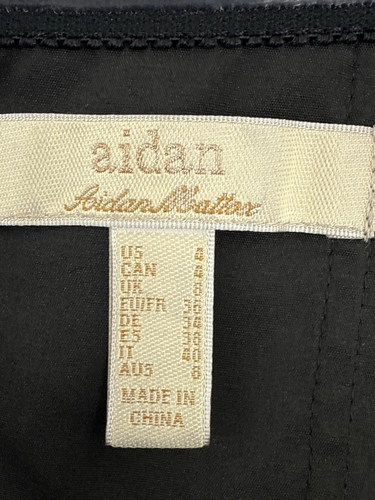 aidan
Aidan Mattox
US 4
CAN 4
UK 8
EU/FR 36
DE 34
ES 36
IT 40
AUS 8
MADE IN
CHINA